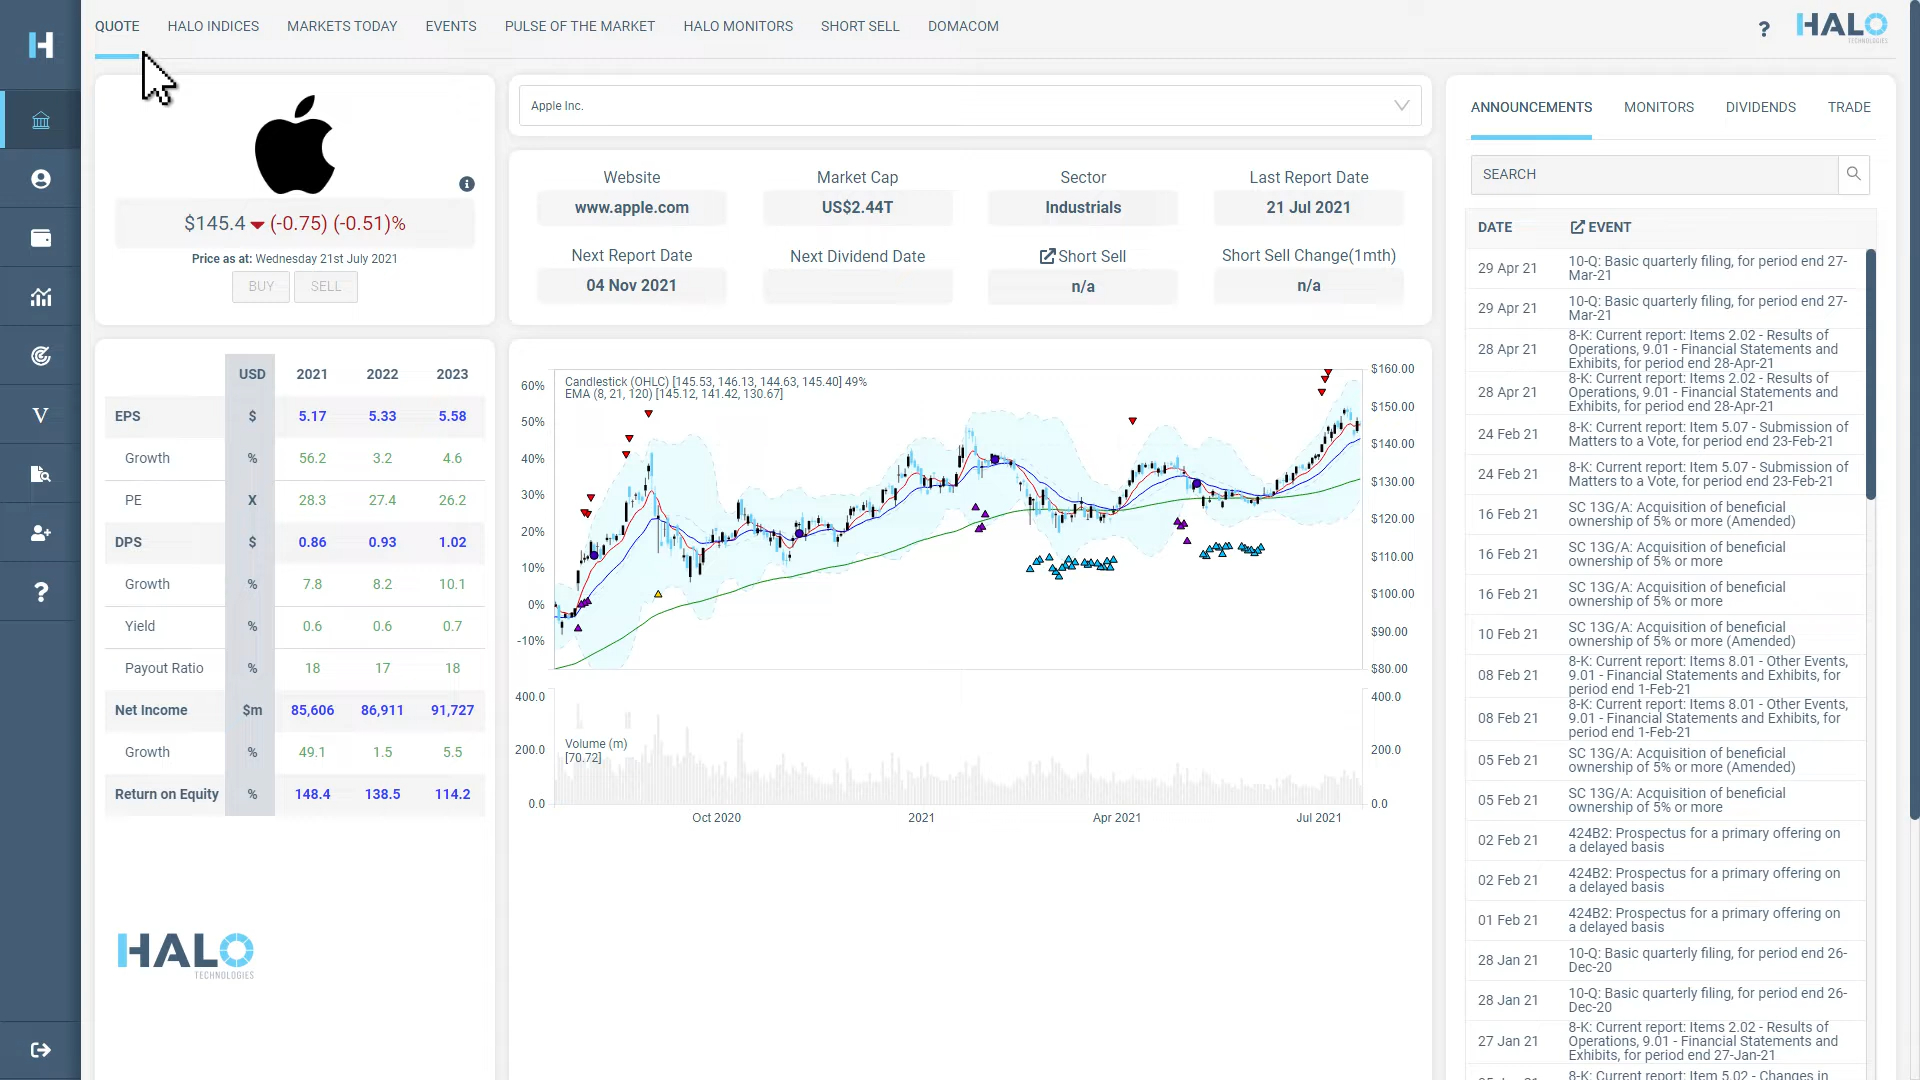 QUOTE HALO INDICES MARKETS TODAY EVENTS PULSE OF THE MARKET HALO MONITORS SHORT SELL DOMACOM
? HALO
TECHNOLOGIES
H
$145.4 (-0.75) (-0.51)%
Price as at: Wednesday 21st July 2021
BUY SELL
Apple Inc.
Website Market Cap Sector Last Report Date
www.apple.com US$2.44T Industrials 21 Jul 2021
Next Report Date Next Dividend Date Short Sell Short Sell Change(1mth)
04 Nov 2021 n/a n/a
V
?
USD 2021 2022 2023
EPS $ 5.17 5.33 5.58
Growth % 56.2 3.2 4.6
PE X 28.3 27.4 26.2
DPS $ 0.86 0.93 1.02
Growth % 7.8 8.2 10.1
Yield % 0.6 0.6 0.7
Payout Ratio % 18 17 18
Net Income $m 85,606 86,911 91,727
Growth % 49.1 1.5 5.5
Return on Equity % 148.4 138.5 114.2
HALO
TECHNOLOGIES
Candlestick (OHLC) [145.53, 146.13, 144.63, 145.40] 49%
EMA (8, 21, 120) [145.12, 141.42, 130.67]
60%
50%
40%
30%
20%
10%
0%
-10%
$160.00
$150.00
$140.00
$130.00
$120.00
$110.00
$100.00
$90.00
$80.00
400.0 400.0
200.0 200.0
0.0 0.0
Volume (m)
[70.72]
Oct 2020 2021 Apr 2021 Jul 2021
ANNOUNCEMENTS MONITORS DIVIDENDS TRADE
SEARCH
DATE EVENT
29 Apr 21 10-Q: Basic quarterly filing, for period end 27-
Mar-21
29 Apr 21 10-Q: Basic quarterly filing, for period end 27-
Mar-21
28 Apr 21 8-K: Current report: Items 2.02 - Results of
Operations, 9.01 - Financial Statements and
Exhibits, for period end 28-Apr-21
28 Apr 21 8-K: Current report: Items 2.02 - Results of
Operations, 9.01 - Financial Statements and
Exhibits, for period end 28-Apr-21
24 Feb 21 8-K: Current report: Item 5.07 - Submission of
Matters to a Vote, for period end 23-Feb-21
24 Feb 21 8-K: Current report: Item 5.07 - Submission of
Matters to a Vote, for period end 23-Feb-21
16 Feb 21 SC 13G/A: Acquisition of beneficial
ownership of 5% or more (Amended)
16 Feb 21 SC 13G/A: Acquisition of beneficial
ownership of 5% or more
16 Feb 21 SC 13G/A: Acquisition of beneficial
ownership of 5% or more
10 Feb 21 SC 13G/A: Acquisition of beneficial
ownership of 5% or more (Amended)
08 Feb 21 8-K: Current report: Items 8.01 - Other Events,
9.01 - Financial Statements and Exhibits, for
period end 1-Feb-21
08 Feb 21 8-K: Current report: Items 8.01 - Other Events,
9.01 - Financial Statements and Exhibits, for
period end 1-Feb-21
05 Feb 21 SC 13G/A: Acquisition of beneficial
ownership of 5% or more (Amended)
05 Feb 21 SC 13G/A: Acquisition of beneficial
ownership of 5% or more
02 Feb 21 424B2: Prospectus for a primary offering on
a delayed basis
02 Feb 21 424B2: Prospectus for a primary offering on
a delayed basis
01 Feb 21 424B2: Prospectus for a primary offering on
a delayed basis
28 Jan 21 10-Q: Basic quarterly filing, for period end 26-
Dec-20
28 Jan 21 10-Q: Basic quarterly filing, for period end 26-
Dec-20
27 Jan 21 8-K: Current report: Items 2.02 - Results of
Operations, 9.01 - Financial Statements and
Exhibits, for period end 27-Jan-21
8-K: Current report: Item 5.02 - Changes in